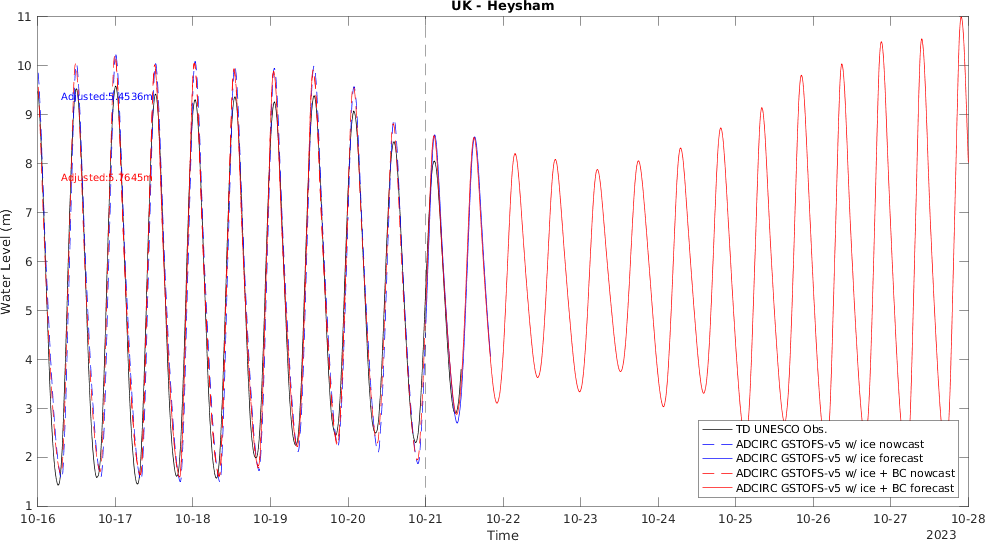 UK - Heysham
Water Level (m)
11
10
9
8
7
6
5
4
3
2
1
Adjusted:5.4536m
Adjusted:5.7645m
TD UNESCO Obs.
ADCIRC GSTOFS-v5 w/ ice nowcast
ADCIRC GSTOFS-v5 w/ ice forecast
ADCIRC GSTOFS-v5 w/ ice + BC nowcast
ADCIRC GSTOFS-v5 w/ ice + BC forecast
10-16 10-17 10-18 10-19 10-20 10-21 10-22 10-23 10-24 10-25 10-26 10-27 10-28
Time
2023